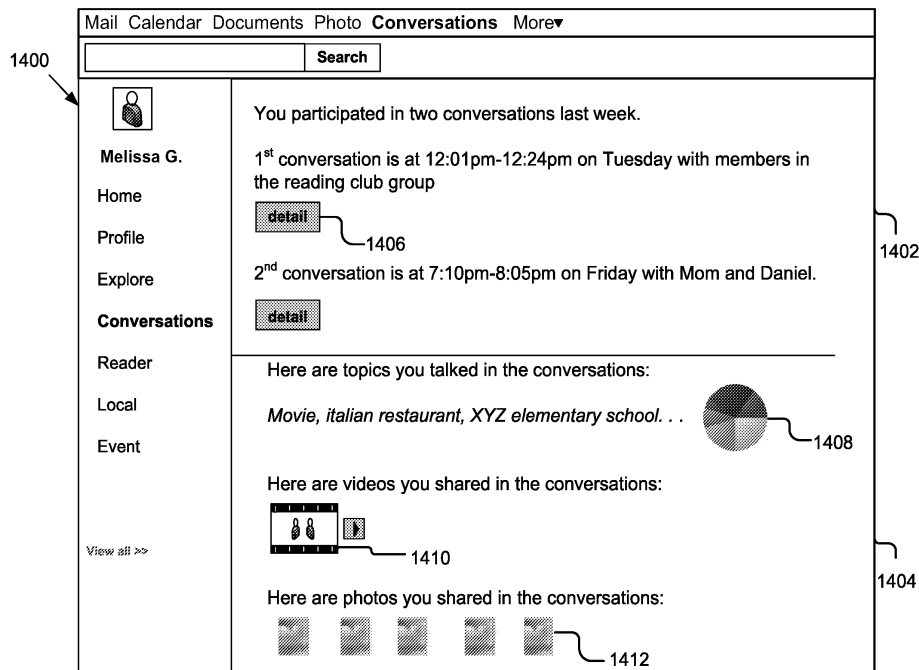 Mail Calendar Documents Photo Conversations More▾
Search
1400
Melissa G.
Home
Profile
Explore
Conversations
Reader
Local
Event
View all >>
You participated in two conversations last week.
1st conversation is at 12:01pm-12:24pm on Tuesday with members in
the reading club group
detail
1406
1402
2nd conversation is at 7:10pm-8:05pm on Friday with Mom and Daniel.
detail
Here are topics you talked in the conversations:
Movie, italian restaurant, XYZ elementary school. . .
1408
Here are videos you shared in the conversations:
1410
1404
Here are photos you shared in the conversations:
1412